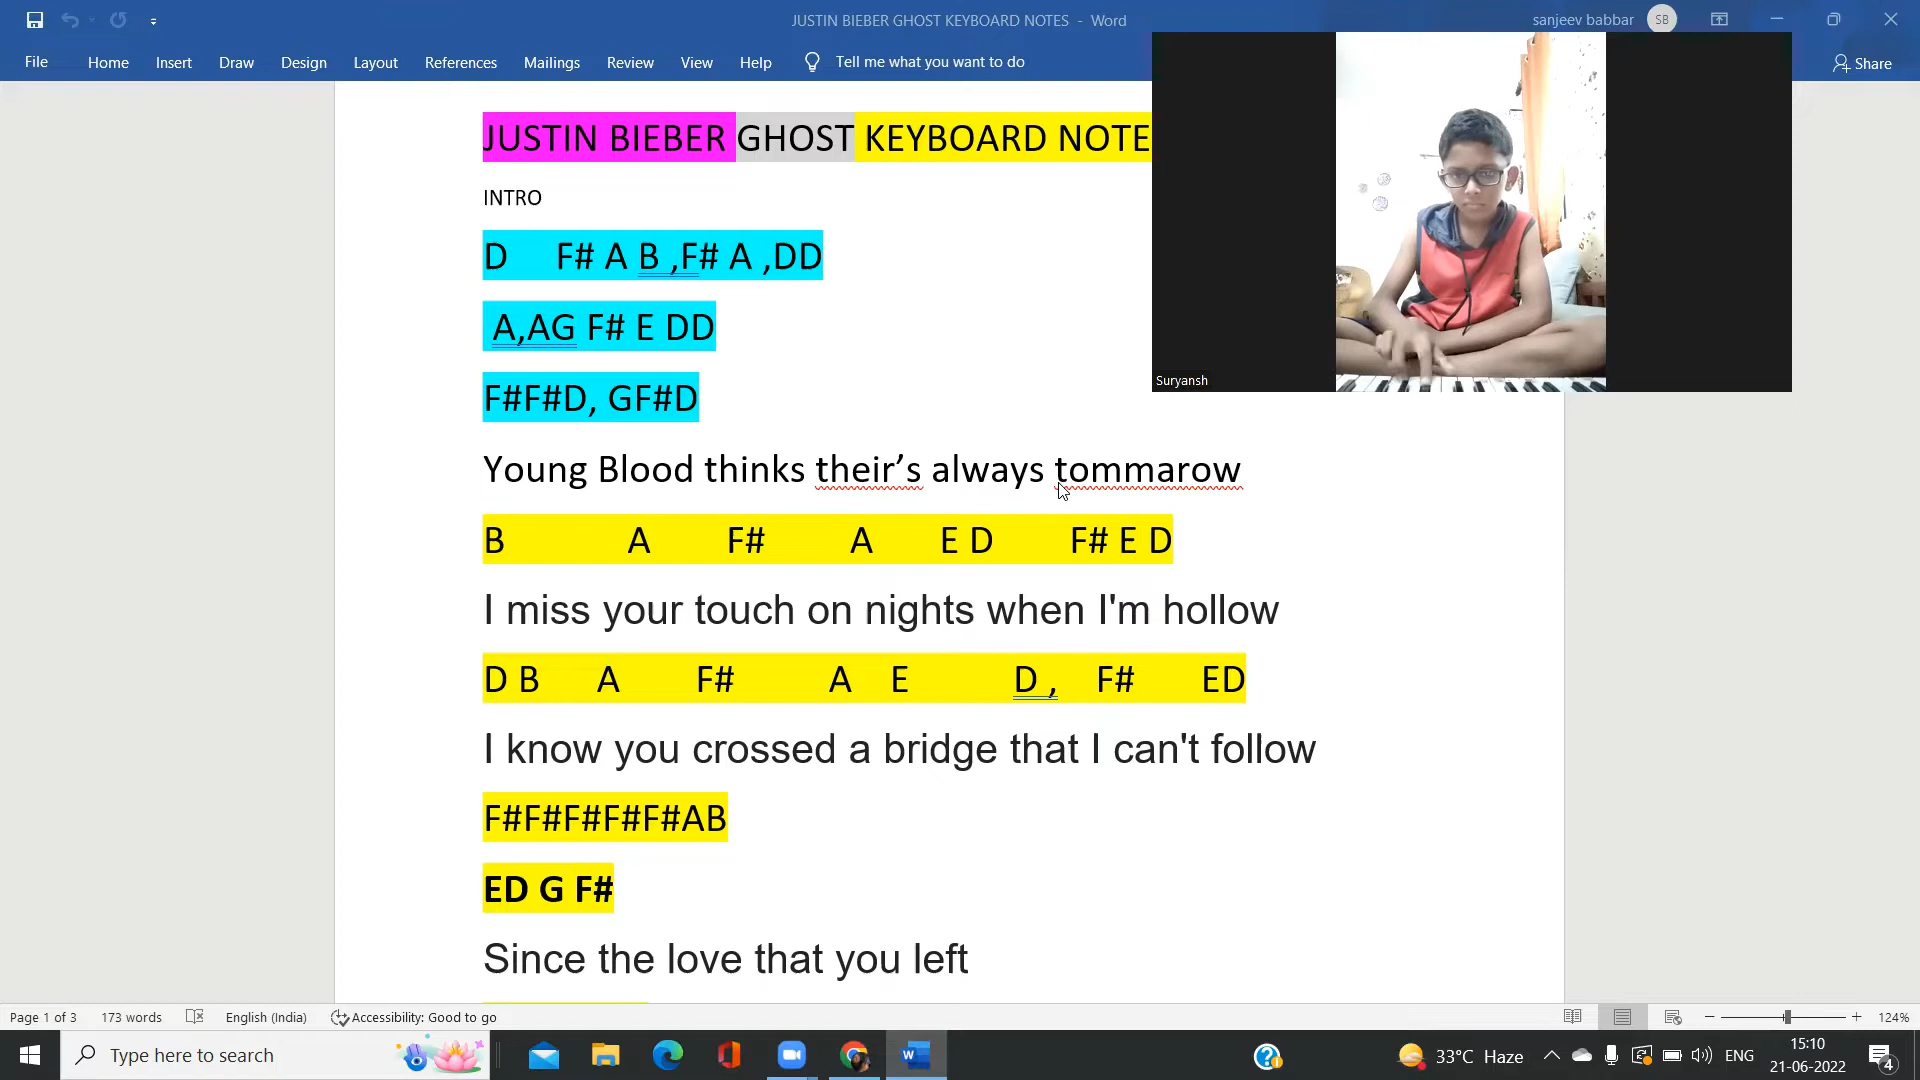 JUSTIN BIEBER GHOST KEYBOARD NOTES - Word
sanjeev babbar
SB
File Home Insert Draw Design Layout References Mailings Review View Help Tell me what you want to do
Share
JUSTIN BIEBER GHOST KEYBOARD NOTE
INTRO
D F# A B ,F# A ,DD
A,AG F# E DD
F#F#D, GF#D
Suryansh
Young Blood thinks their’s always tommarow
B A F# A E D F# E D
I miss your touch on nights when I'm hollow
D B A F# A E D , F# ED
I know you crossed a bridge that I can't follow
F#F#F#F#F#AB
ED G F#
Since the love that you left
Page 1 of 3 173 words English (India) Accessibility: Good to go 124%
Type here to search
33°C Haze
ENG
15:10
21-06-2022
4